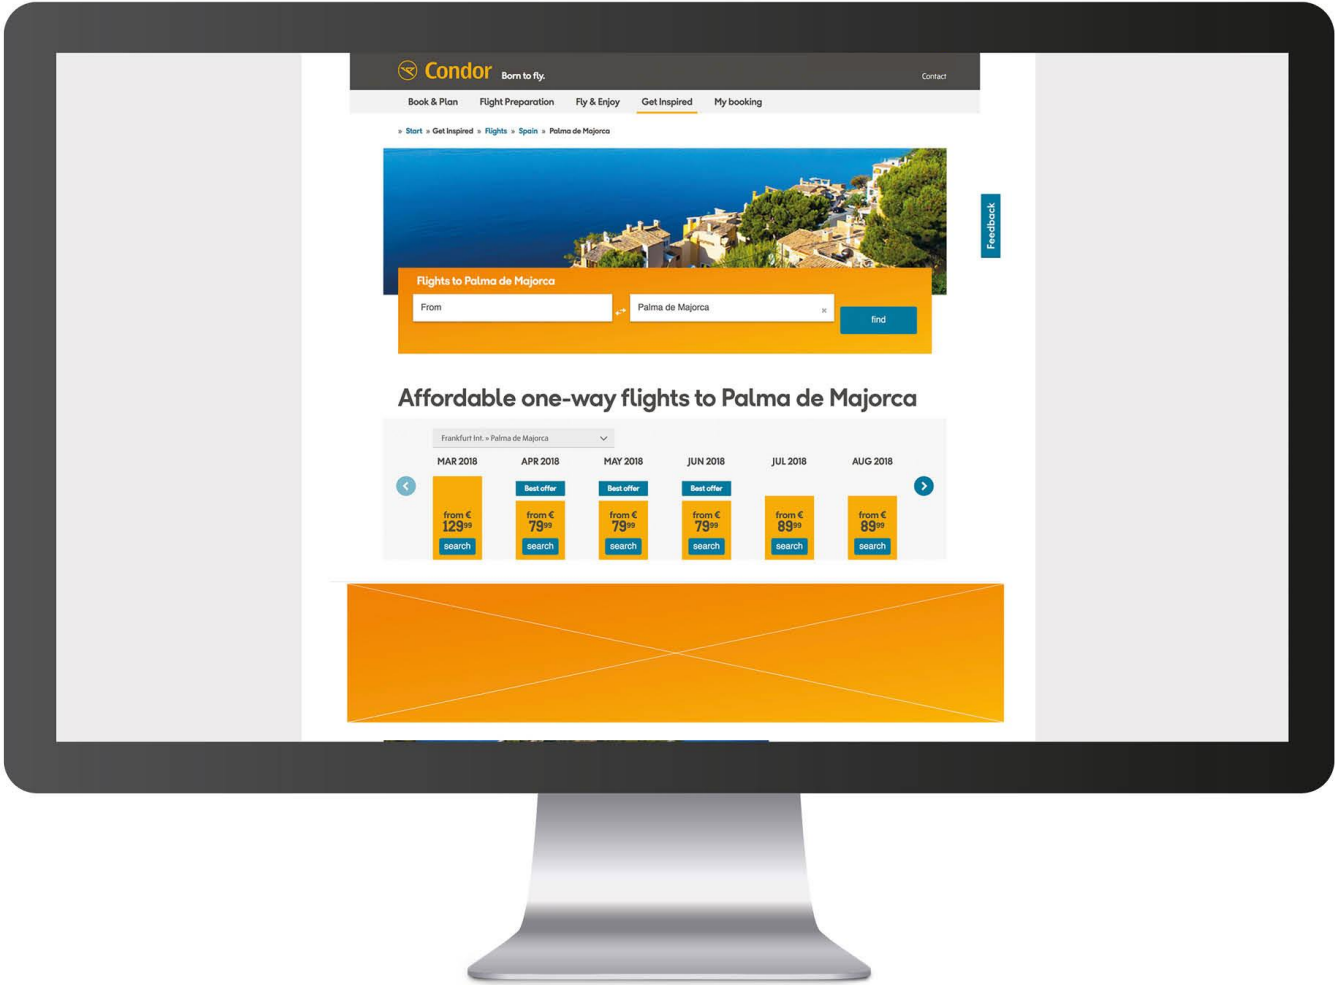 Condor Born to fly.
Contact
Book & Plan Flight Preparation Fly & Enjoy Get Inspired My booking
» Start » Get Inspired » Flights » Spain » Palma de Majorca
Feedback
Flights to Palma de Majorca
From Palma de Majorca × find
Affordable one-way flights to Palma de Majorca
Frankfurt Int. » Palma de Majorca
MAR 2018 APR 2018 MAY 2018 JUN 2018 JUL 2018 AUG 2018
Best offer Best offer Best offer
from € from € from € from € from € from €
129⁹⁹ 79⁹⁹ 79⁹⁹ 79⁹⁹ 89⁹⁹ 89⁹⁹
search search search search search search